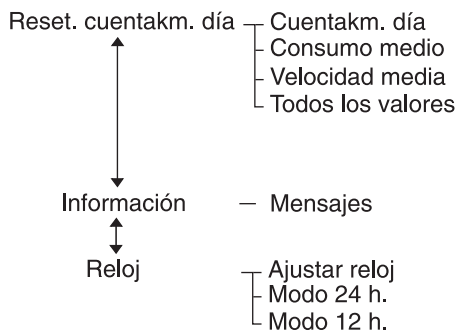 Reset. cuentakm. día – Cuentakm. día
– Consumo medio
– Velocidad media
– Todos los valores
Información – Mensajes
Reloj – Ajustar reloj
– Modo 24 h.
– Modo 12 h.